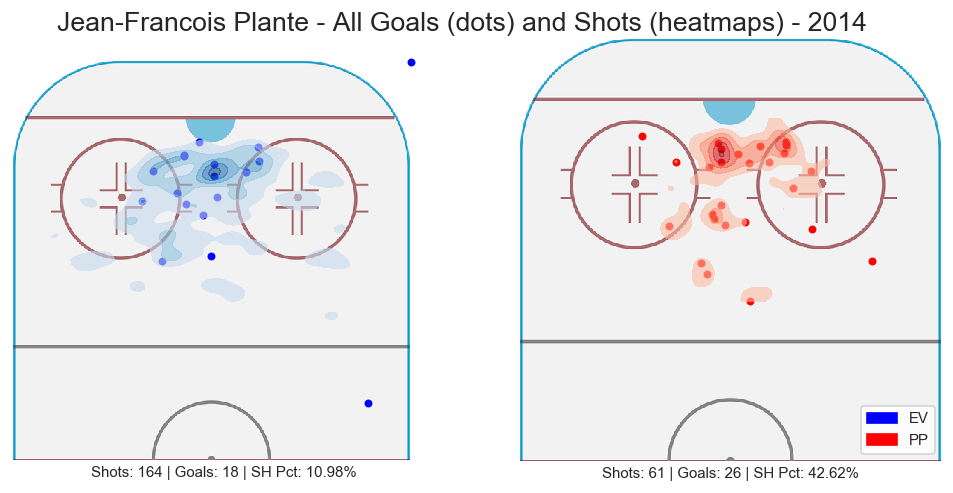 Jean-Francois Plante - All Goals (dots) and Shots (heatmaps) - 2014
EV
PP
Shots: 164 | Goals: 18 | SH Pct: 10.98%
Shots: 61 | Goals: 26 | SH Pct: 42.62%